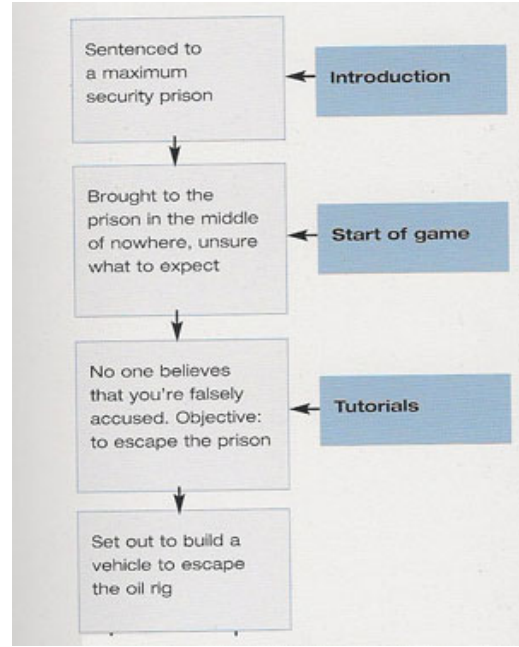 Sentenced to
a maximum
security prison
Introduction
Brought to the
prison in the middle
of nowhere, unsure
what to expect
Start of game
No one believes
that you're falsely
accused. Objective:
to escape the prison
Tutorials
Set out to build a
vehicle to escape
the oil rig